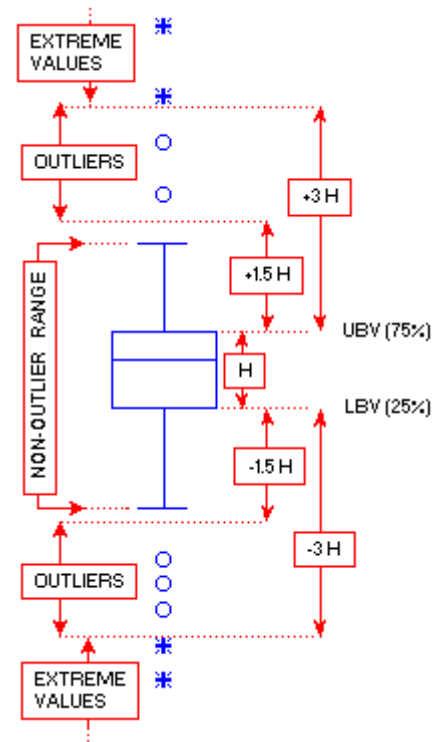 EXTREME
VALUES
OUTLIERS
+3 H
+1.5 H
NON-OUTLIER RANGE
UBV (75%)
H
LBV (25%)
-1.5 H
-3 H
OUTLIERS
EXTREME
VALUES